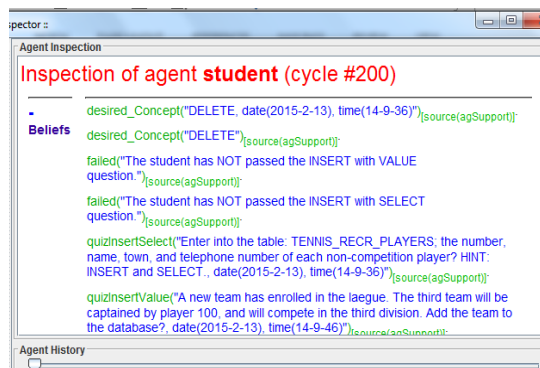 spector ::
Agent Inspection
Inspection of agent student (cycle #200)
-
Beliefs
desired_Concept("DELETE, date(2015-2-13), time(14-9-36)")[source(agSupport)].
desired_Concept("DELETE")[source(agSupport)].
failed("The student has NOT passed the INSERT with VALUE
question.")[source(agSupport)].
failed("The student has NOT passed the INSERT with SELECT
question.")[source(agSupport)].
quizInsertSelect("Enter into the table: TENNIS_RECR_PLAYERS; the number,
name, town, and telephone number of each non-competition player? HINT:
INSERT and SELECT., date(2015-2-13), time(14-9-36)")[source(agSupport)].
quizInsertValue("A new team has enrolled in the laegue. The third team will be
captained by player 100, and will compete in the third division. Add the team to
the database?, date(2015-2-13), time(14-9-46)")[source(agSupport)].
Agent History